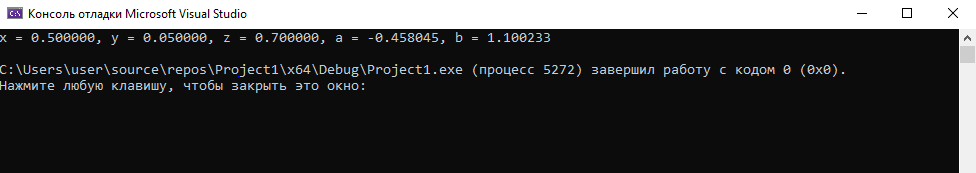 C:\ Консоль отладки Microsoft Visual Studio
x = 0.500000, y = 0.050000, z = 0.700000, a = -0.458045, b = 1.100233
C:\Users\user\source\repos\Project1\x64\Debug\Project1.exe (процесс 5272) завершил работу с кодом 0 (0x0).
Нажмите любую клавишу, чтобы закрыть это окно: